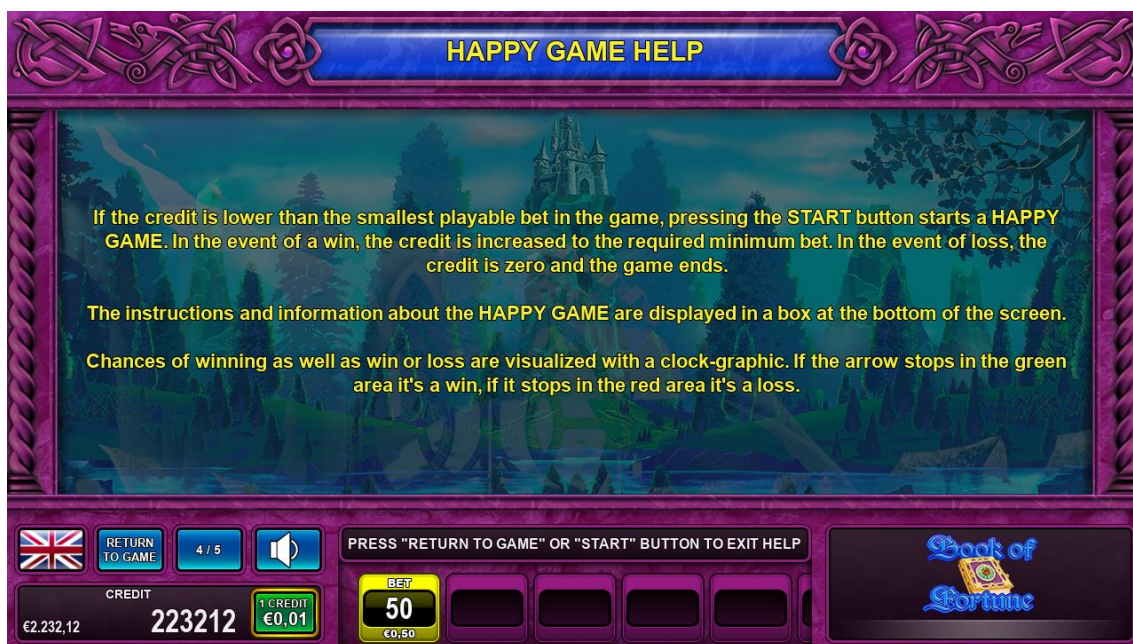 HAPPY GAME HELP
If the credit is lower than the smallest playable bet in the game, pressing the START button starts a HAPPY
GAME. In the event of a win, the credit is increased to the required minimum bet. In the event of loss, the
credit is zero and the game ends.
The instructions and information about the HAPPY GAME are displayed in a box at the bottom of the screen.
Chances of winning as well as win or loss are visualized with a clock-graphic. If the arrow stops in the green
area it's a win, if it stops in the red area it's a loss.
RETURN
TO GAME
4 / 5
PRESS "RETURN TO GAME" OR "START" BUTTON TO EXIT HELP
CREDIT
€2.232,12
223212
1 CREDIT
€0,01
BET
50
€0,50
Book of
Fortune